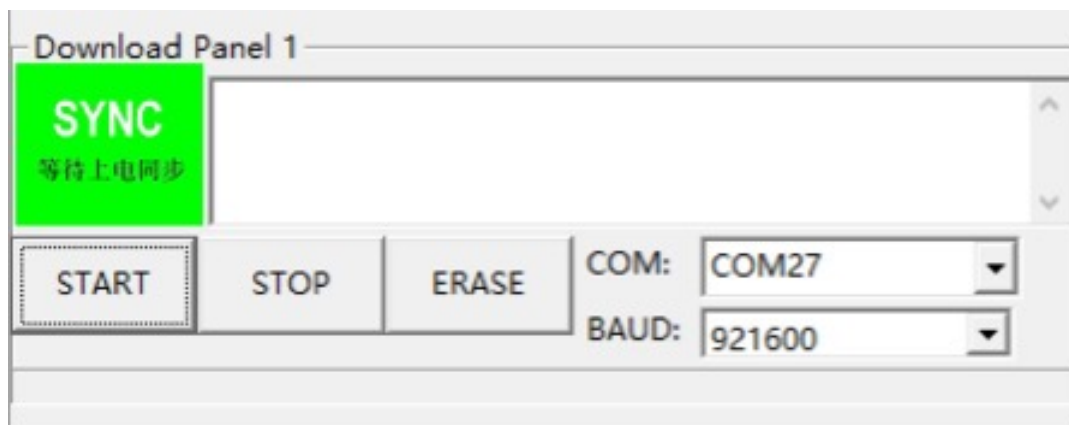 Download Panel 1
SYNC
等待上电同步
START
STOP
ERASE
COM:
COM27
BAUD:
921600